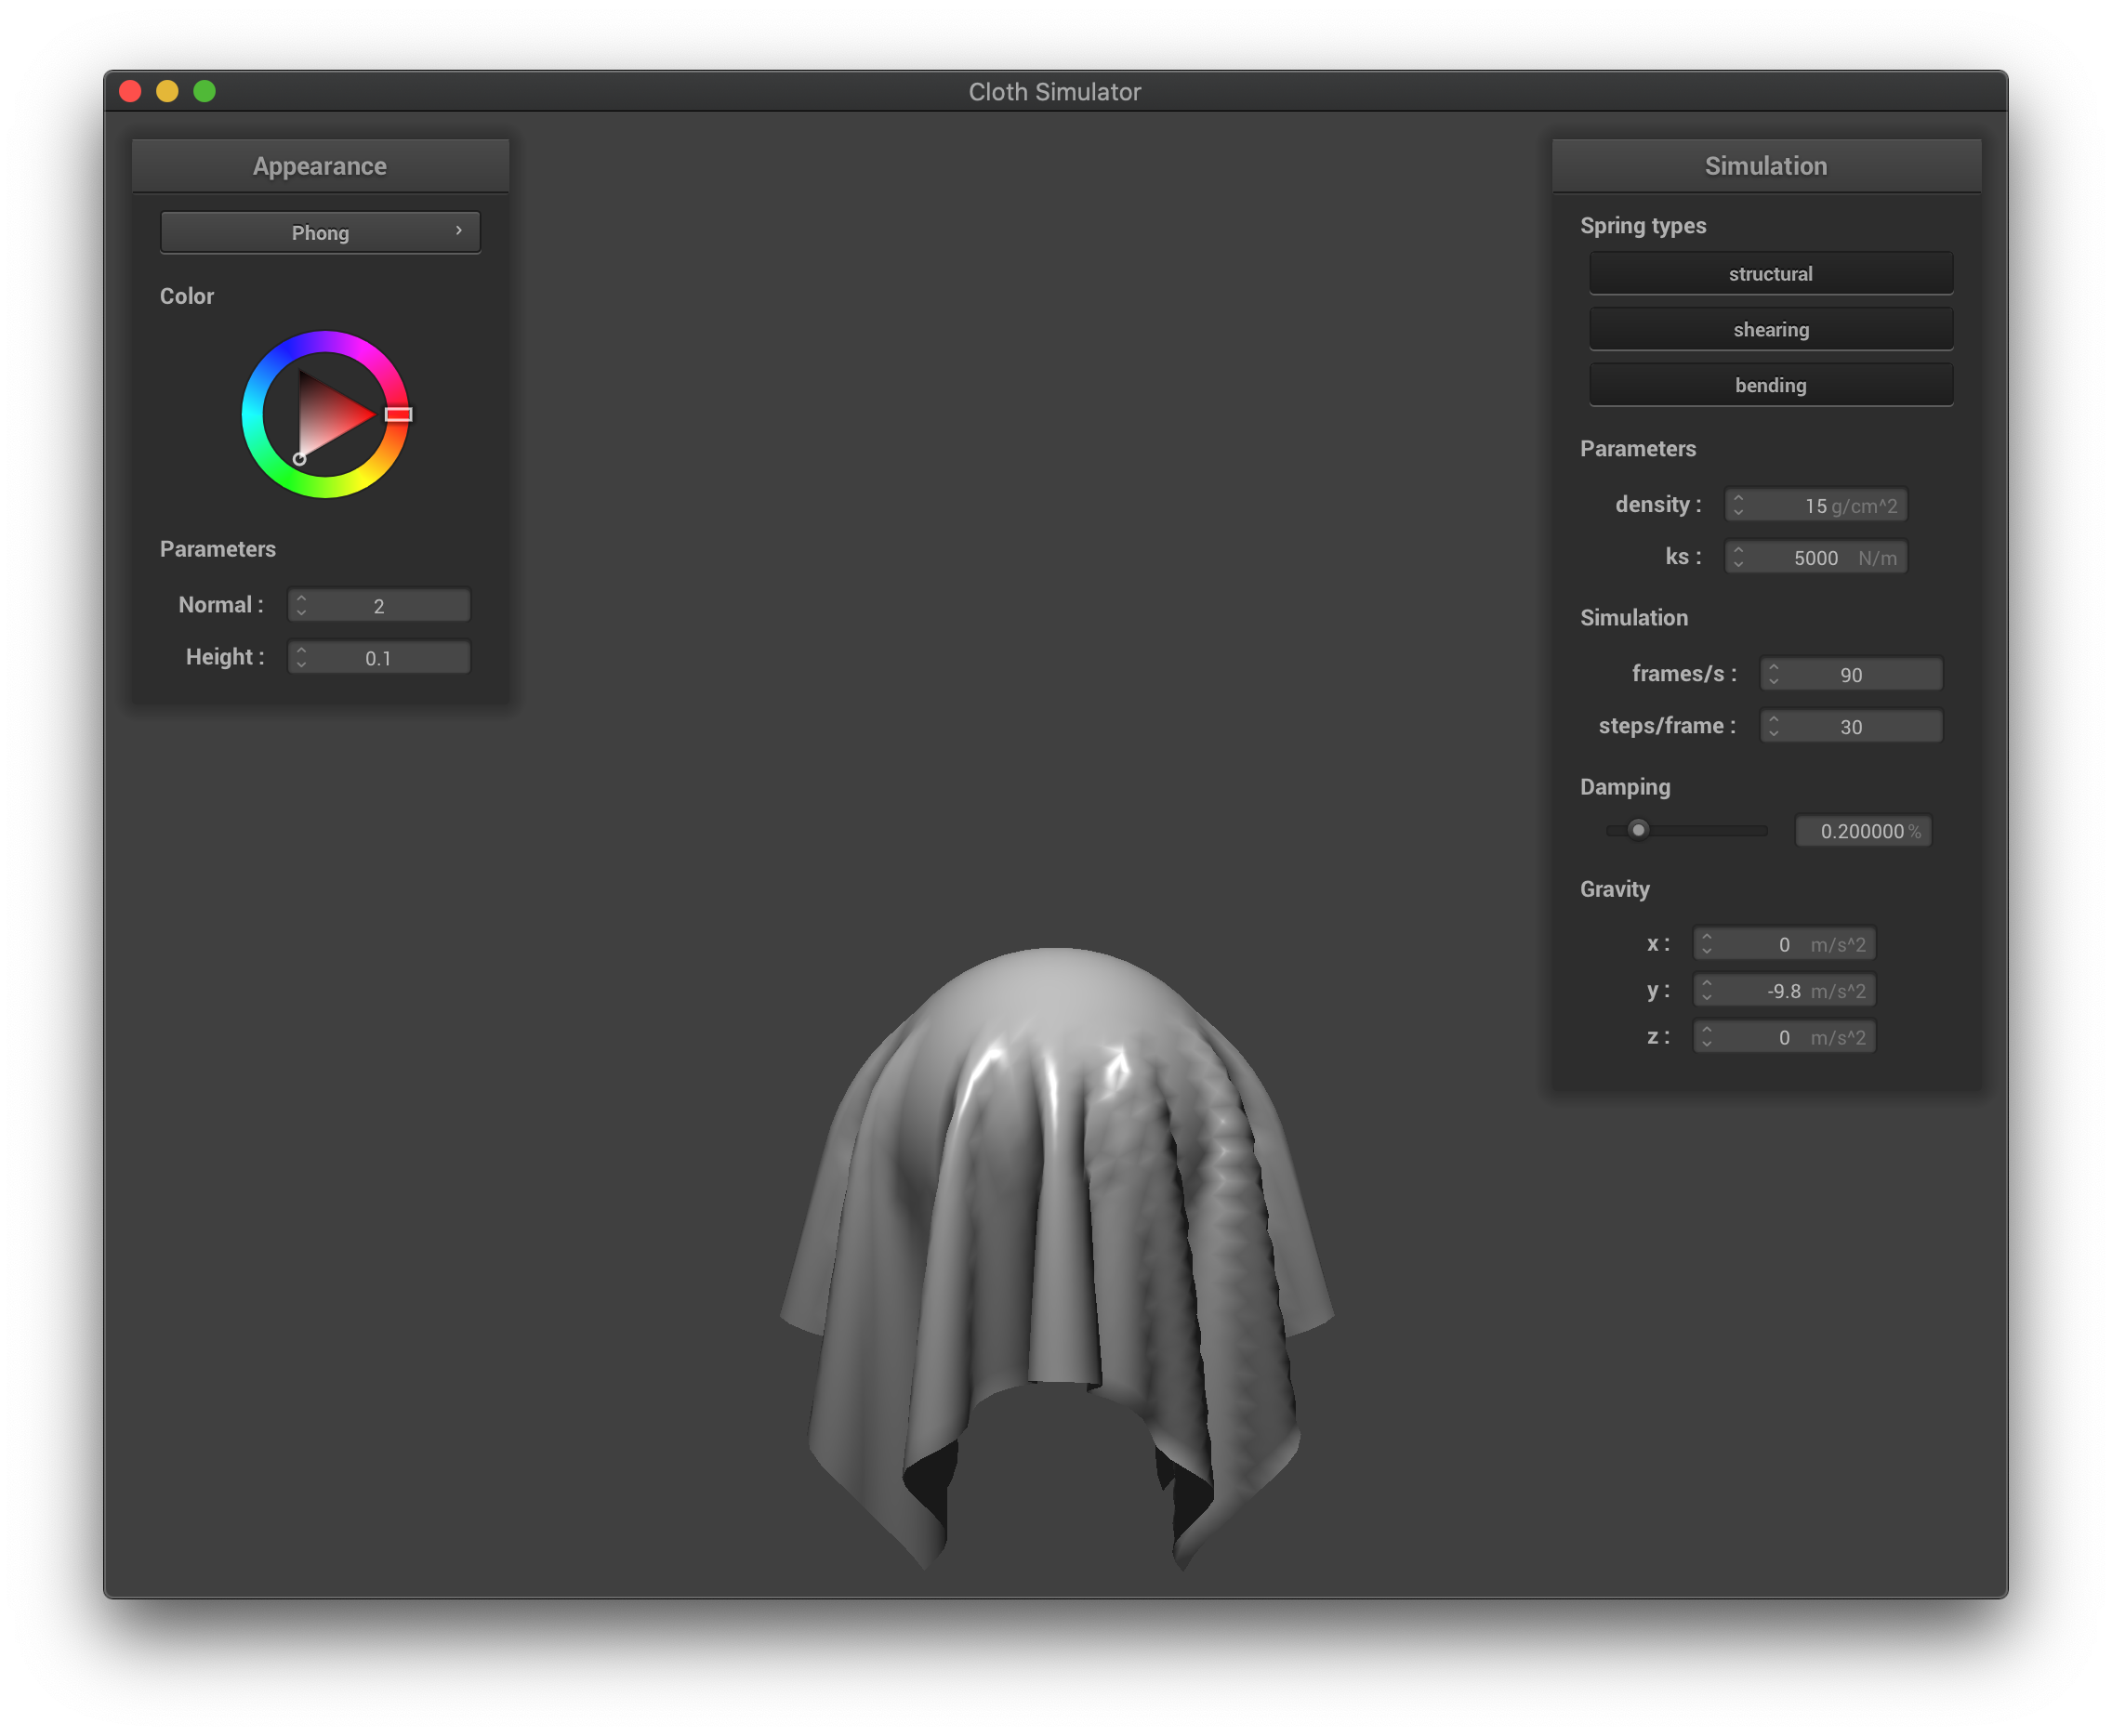 Cloth Simulator
Appearance
Phong
Color
Parameters
Normal : 2
Height : 0.1
Simulation
Spring types
structural
shearing
bending
Parameters
density : 15 g/cm^2
ks : 5000 N/m
Simulation
frames/s : 90
steps/frame : 30
Damping
0.200000 %
Gravity
x : 0 m/s^2
y : -9.8 m/s^2
z : 0 m/s^2